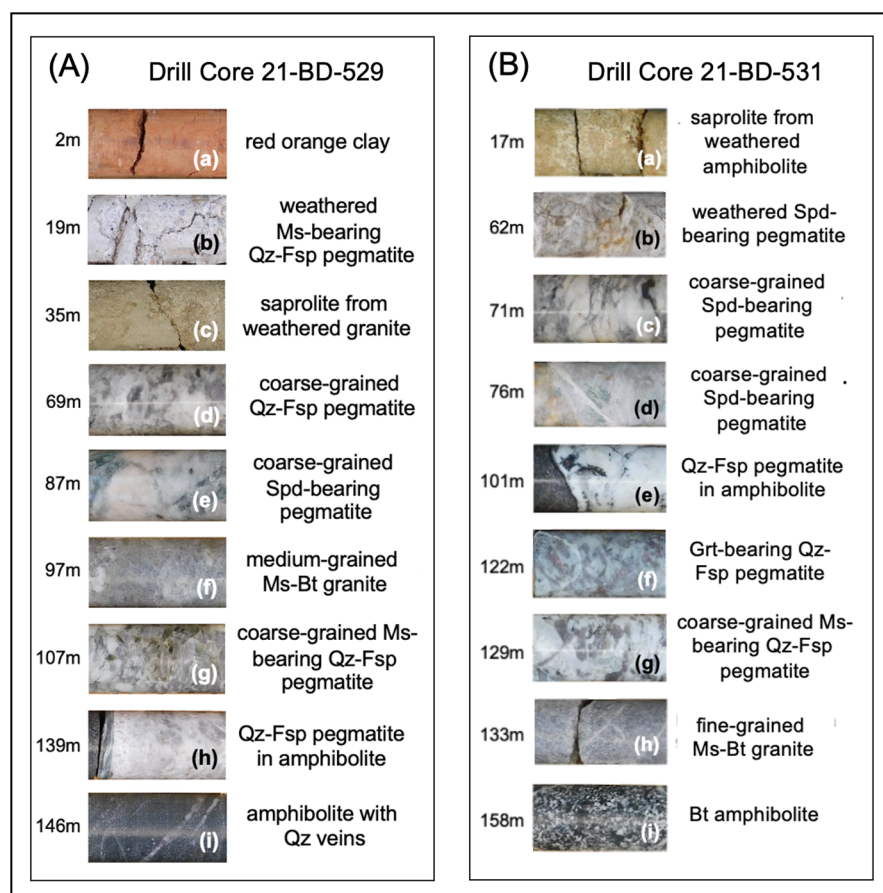 (A) Drill Core 21-BD-529
2m
(a)
red orange clay
19m
(b)
weathered
Ms-bearing
Qz-Fsp pegmatite
35m
(c)
saprolite from
weathered granite
69m
(d)
coarse-grained
Qz-Fsp pegmatite
87m
(e)
coarse-grained
Spd-bearing
pegmatite
97m
(f)
medium-grained
Ms-Bt granite
107m
(g)
coarse-grained Ms-
bearing Qz-Fsp
pegmatite
139m
(h)
Qz-Fsp pegmatite
in amphibolite
146m
(i)
amphibolite with
Qz veins
(B) Drill Core 21-BD-531
17m
(a)
saprolite from
weathered
amphibolite
62m
(b)
weathered Spd-
bearing pegmatite
71m
(c)
coarse-grained
Spd-bearing
pegmatite
76m
(d)
coarse-grained
Spd-bearing
pegmatite
101m
(e)
Qz-Fsp pegmatite
in amphibolite
122m
(f)
Grt-bearing Qz-
Fsp pegmatite
129m
(g)
coarse-grained Ms-
bearing Qz-Fsp
pegmatite
133m
(h)
fine-grained
Ms-Bt granite
158m
(i)
Bt amphibolite